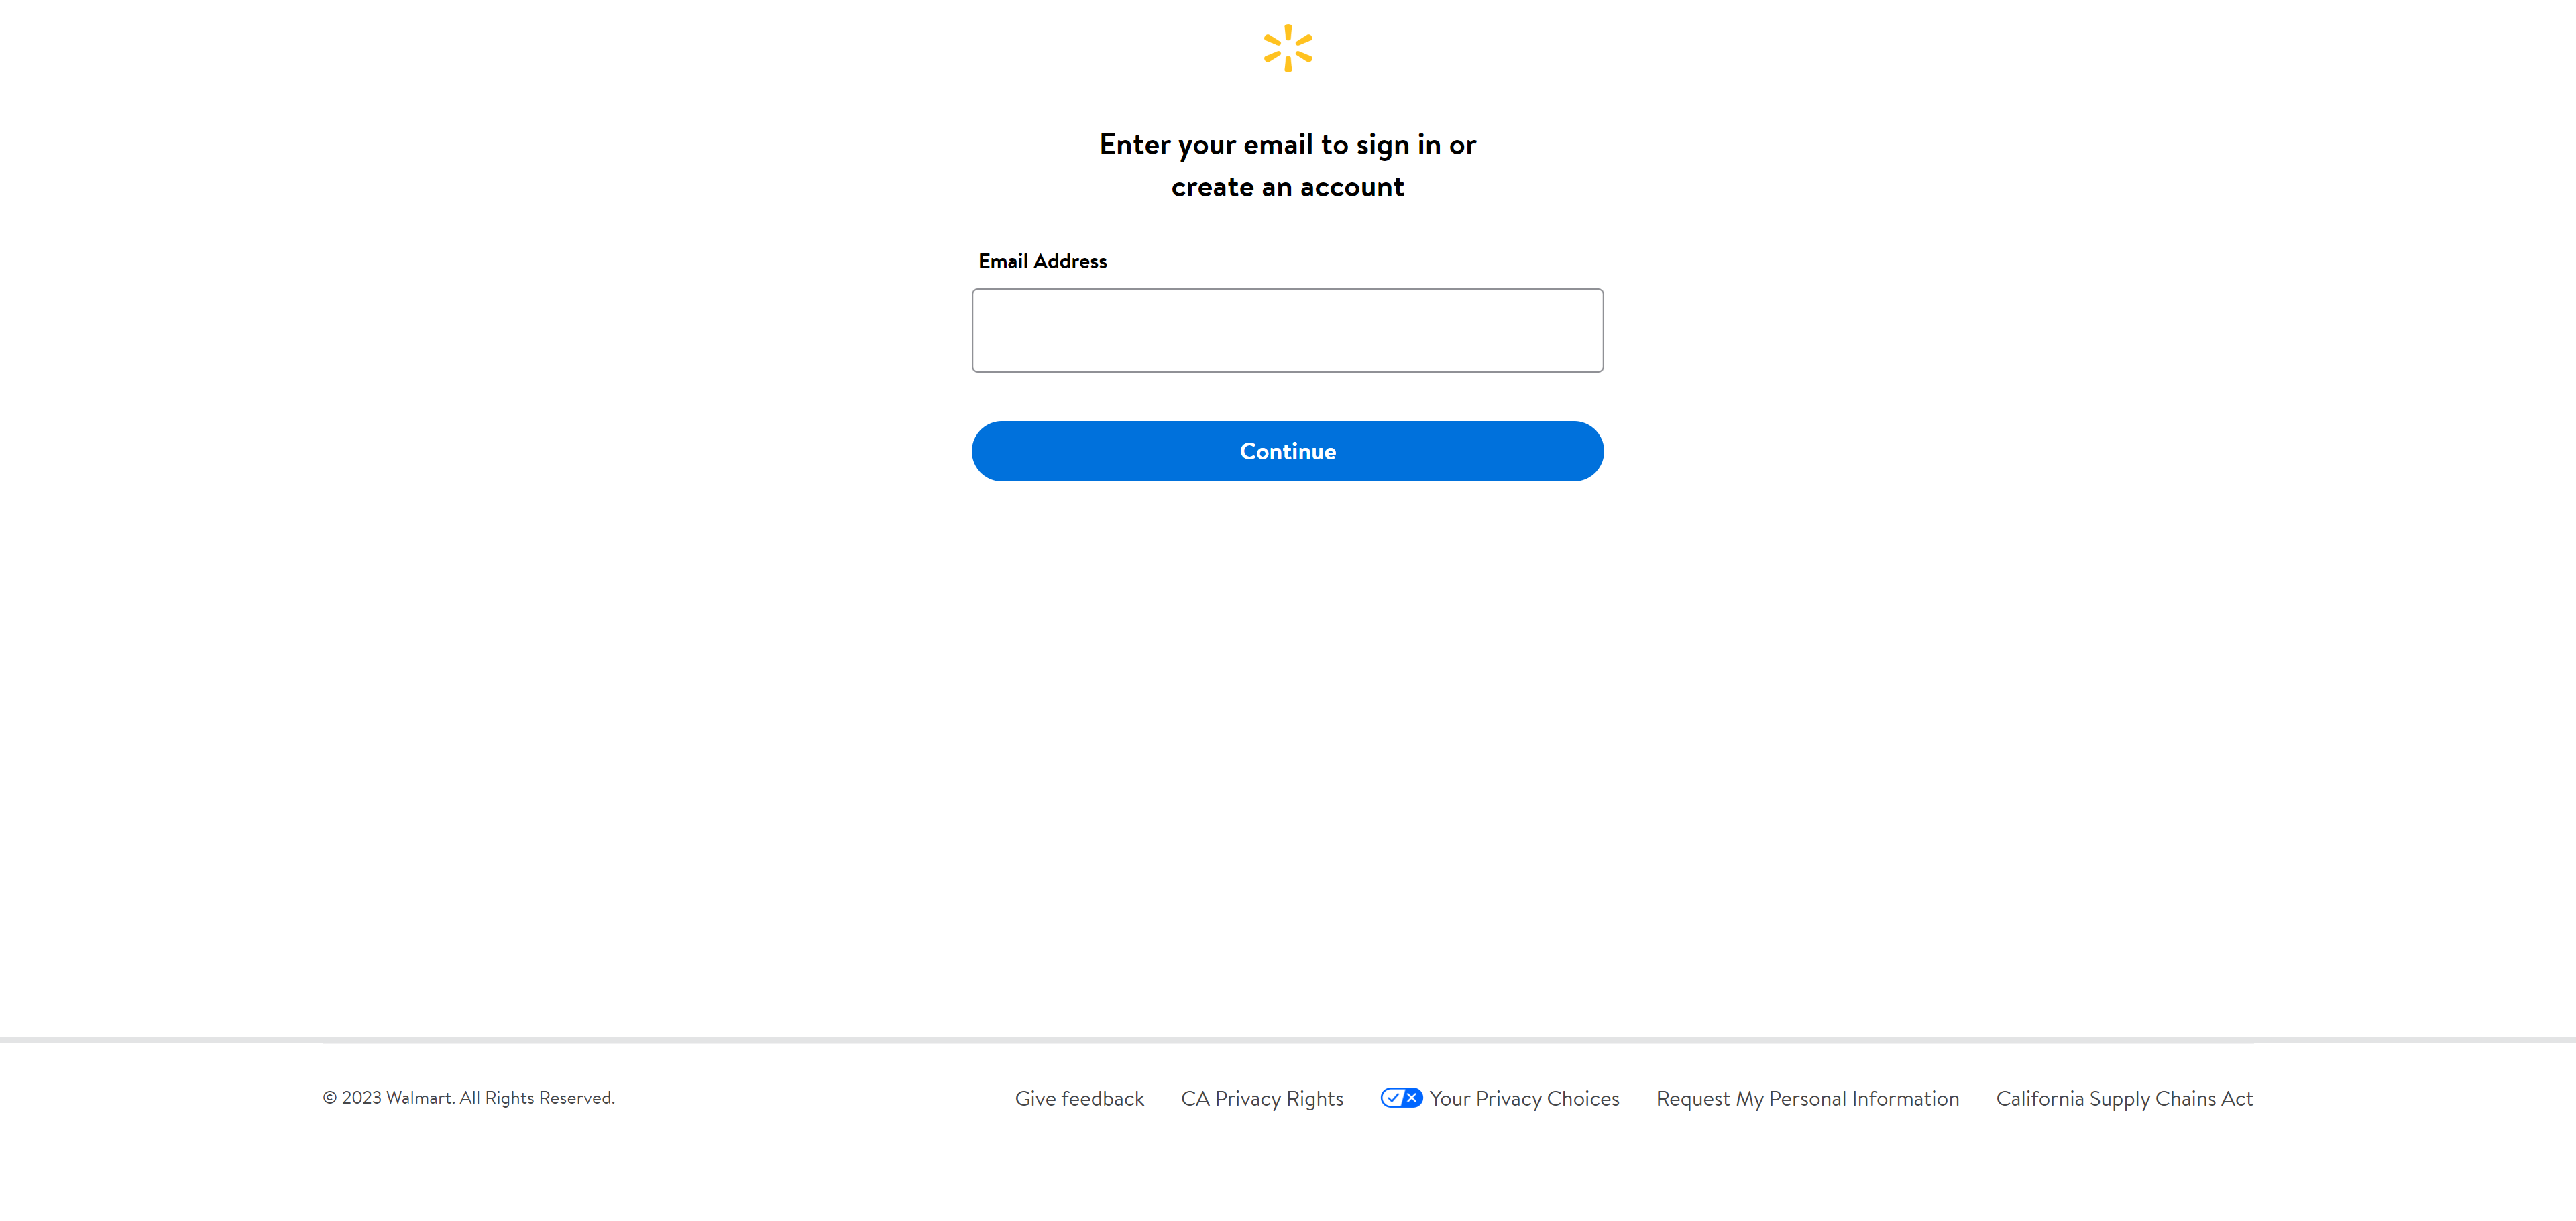 Enter your email to sign in or
create an account
Email Address
Continue
© 2023 Walmart. All Rights Reserved.
Give feedback
CA Privacy Rights
Your Privacy Choices
Request My Personal Information
California Supply Chains Act